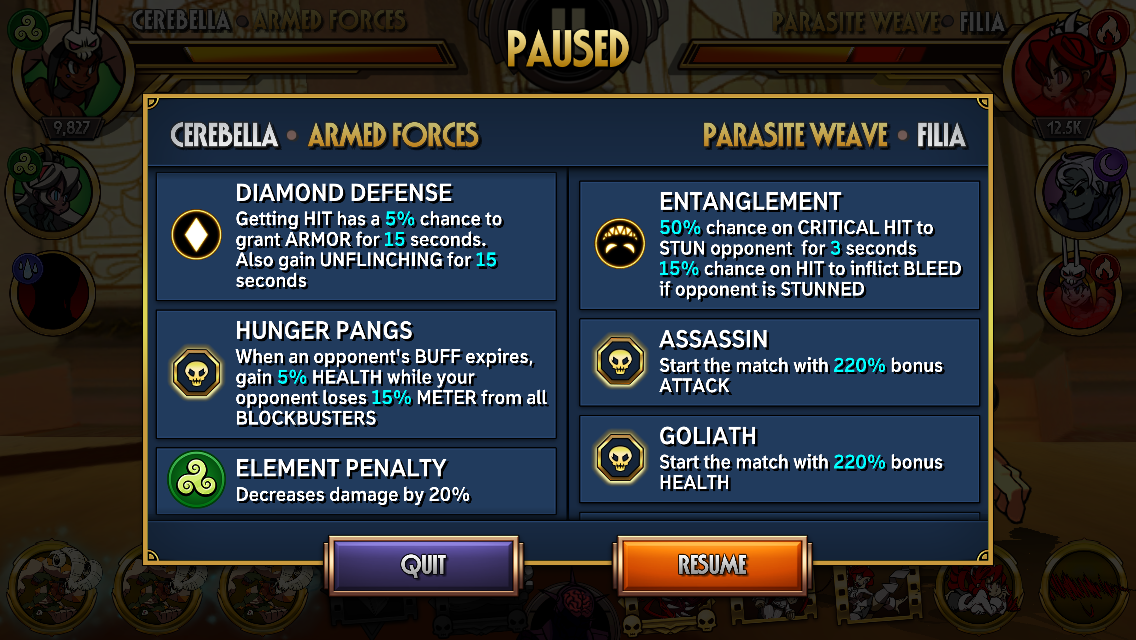 CEREBELLA • ARMED FORCES
PARASITE WEAVE • FILIA
PAUSED
9,827
12.5K
CEREBELLA • ARMED FORCES
PARASITE WEAVE • FILIA
DIAMOND DEFENSE
Getting HIT has a 5% chance to
grant ARMOR for 15 seconds.
Also gain UNFLINCHING for 15
seconds
HUNGER PANGS
When an opponent's BUFF expires,
gain 5% HEALTH while your
opponent loses 15% METER from all
BLOCKBUSTERS
ELEMENT PENALTY
Decreases damage by 20%
ENTANGLEMENT
50% chance on CRITICAL HIT to
STUN opponent for 3 seconds
15% chance on HIT to inflict BLEED
if opponent is STUNNED
ASSASSIN
Start the match with 220% bonus
ATTACK
GOLIATH
Start the match with 220% bonus
HEALTH
QUIT
RESUME